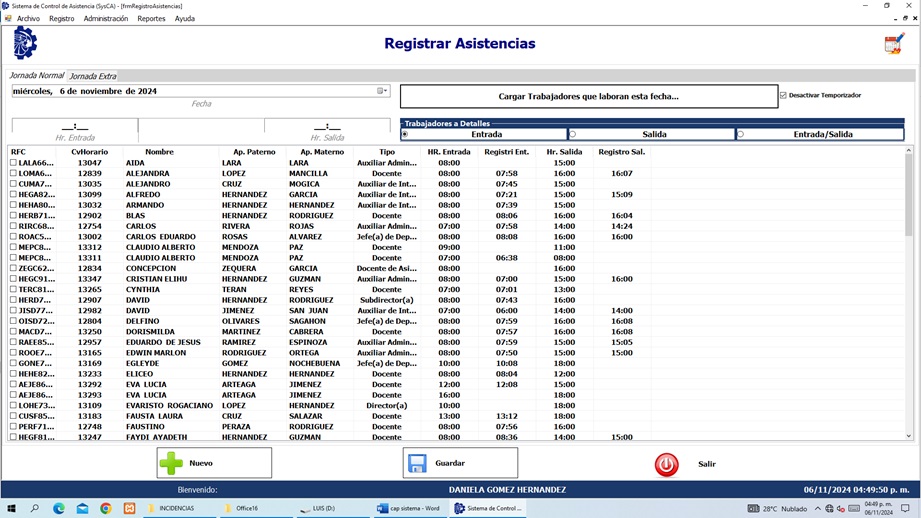 Sistema de Control de Asistencia (SysCA) - [frmRegistroAsistencias]
Archivo Registro Administración Reportes Ayuda
Registrar Asistencias
Jornada Normal Jornada Extra
miércoles, 6 de noviembre de 2024
Fecha
Cargar Trabajadores que laboran esta fecha...
Desactivar Temporizador
__:__ __:__
Hr. Entrada Hr. Salida
Trabajadores a Detalles
Entrada Salida Entrada/Salida
RFC CvHorario Nombre Ap. Paterno Ap. Materno Tipo HR. Entrada Registri Ent. Hr. Salida Registro Sal.
LALA66... 13047 AIDA LARA LARA Auxiliar Admin... 08:00 15:00
LOMA6... 12839 ALEJANDRA LOPEZ MANCILLA Docente 08:00 07:58 16:00 16:07
CUMA7... 13035 ALEJANDRO CRUZ MOGICA Auxiliar de Int... 08:00 07:45 15:00
HEGA82... 13099 ALFREDO HERNANDEZ GARCIA Auxiliar de Int... 08:00 07:21 15:00 15:09
HEHA80... 13032 ARMANDO HERNANDEZ HERNANDEZ Auxiliar de Int... 08:00 07:39 15:00
HERB71... 12902 BLAS HERNANDEZ RODRIGUEZ Docente 08:00 08:06 16:00 16:04
RIRC68... 12754 CARLOS RIVERA ROJAS Auxiliar Admin... 07:00 07:58 14:00 14:24
ROAC5... 13002 CARLOS EDUARDO ROSAS ALVAREZ Jefe(a) de Dep... 08:00 08:08 16:00 16:00
MEPC8... 13312 CLAUDIO ALBERTO MENDOZA PAZ Docente 09:00 11:00
MEPC8... 13311 CLAUDIO ALBERTO MENDOZA PAZ Docente 07:00 06:38 08:00
ZEGC62... 12834 CONCEPCION ZEQUERA GARCIA Docente de Asi... 08:00 16:00
HEGC91... 13347 CRISTIAN ELIHU HERNANDEZ GUZMAN Auxiliar Admin... 08:00 07:00 15:00 16:00
TERC81... 13265 CYNTHIA TERAN REYES Docente 07:00 07:01 13:00
HERD7... 12907 DAVID HERNANDEZ RODRIGUEZ Subdirector(a) 08:00 07:43 16:00
JISD77... 12982 DAVID JIMENEZ SAN JUAN Auxiliar de Int... 07:00 06:00 14:00 14:00
OISD72... 12804 DELFINO OLIVARES SAGAHON Jefe(a) de Dep... 08:00 07:59 16:00 16:08
MACD7... 13250 DORISMILDA MARTINEZ CABRERA Docente 08:00 07:57 16:00 16:08
RAEE85... 12957 EDUARDO DE JESUS RAMIREZ ESPINOZA Auxiliar Admin... 08:00 07:59 15:00 15:05
ROOE7... 13165 EDWIN MARLON RODRIGUEZ ORTEGA Auxiliar Admin... 08:00 07:50 15:00 15:00
GONE7... 13169 EGLEYDE GOMEZ NOCHEBUENA Jefe(a) de Dep... 10:00 10:08 18:00
HEHE82... 13233 ELICEO HERNANDEZ HERNANDEZ Docente 08:00 08:04 12:00
AEJE86... 13292 EVA LUCIA ARTEAGA JIMENEZ Docente 12:00 12:08 15:00
AEJE86... 13293 EVA LUCIA ARTEAGA JIMENEZ Docente 16:00 18:00
LOHE73... 13109 EVARISTO ROGACIANO LOPEZ HERNANDEZ Director(a) 10:00 18:00
CUSF85... 13183 FAUSTA LAURA CRUZ SALAZAR Docente 13:00 13:12 18:00
PERF71... 12748 FAUSTINO PERAZA RODRIGUEZ Docente 08:00 07:56 16:00
HEGF81... 13247 FAYDI AYADETH HERNANDEZ GUZMAN Docente 08:00 08:36 14:00 15:00
Nuevo Guardar Salir
Bienvenido: DANIELA GOMEZ HERNANDEZ 06/11/2024 04:49:50 p. m.
INCIDENCIAS Office16 LUIS (D:) cap sistema - Word Sistema de Control ... 28°C Nublado 04:49 p. m.
06/11/2024